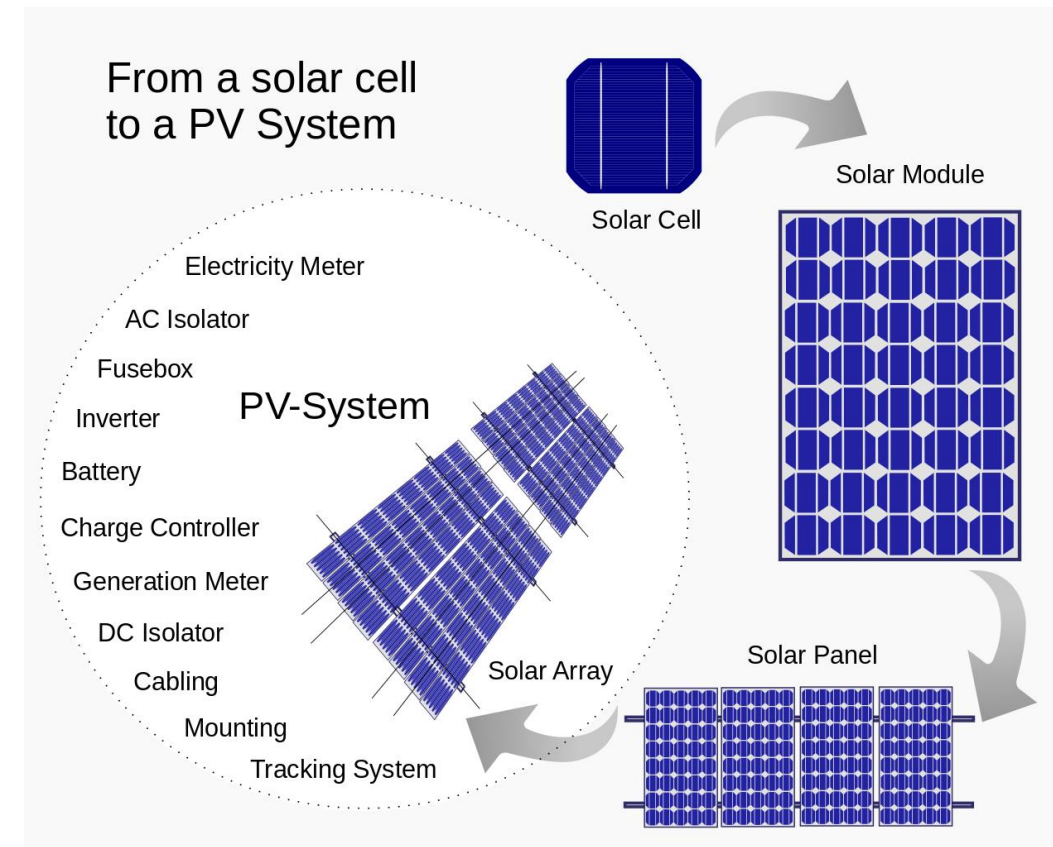 From a solar cell
to a PV System
Solar Cell
Solar Module
Solar Panel
Solar Array
PV-System
Electricity Meter
AC Isolator
Fusebox
Inverter
Battery
Charge Controller
Generation Meter
DC Isolator
Cabling
Mounting
Tracking System